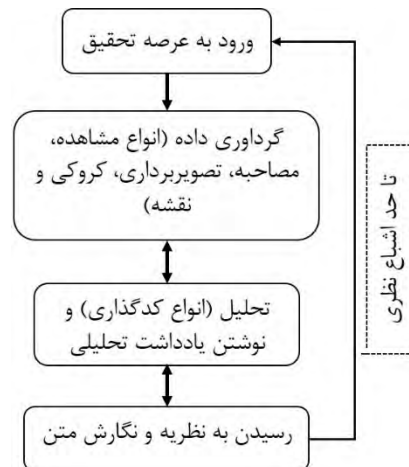 ورود به عرصه تحقیق
گرداوری داده (انواع مشاهده،
مصاحبه، تصویربرداری، کروکی و
نقشه)
تا حد اشباع نظری
تحلیل (انواع کدگذاری) و
نوشتن یادداشت تحلیلی
رسیدن به نظریه و نگارش متن